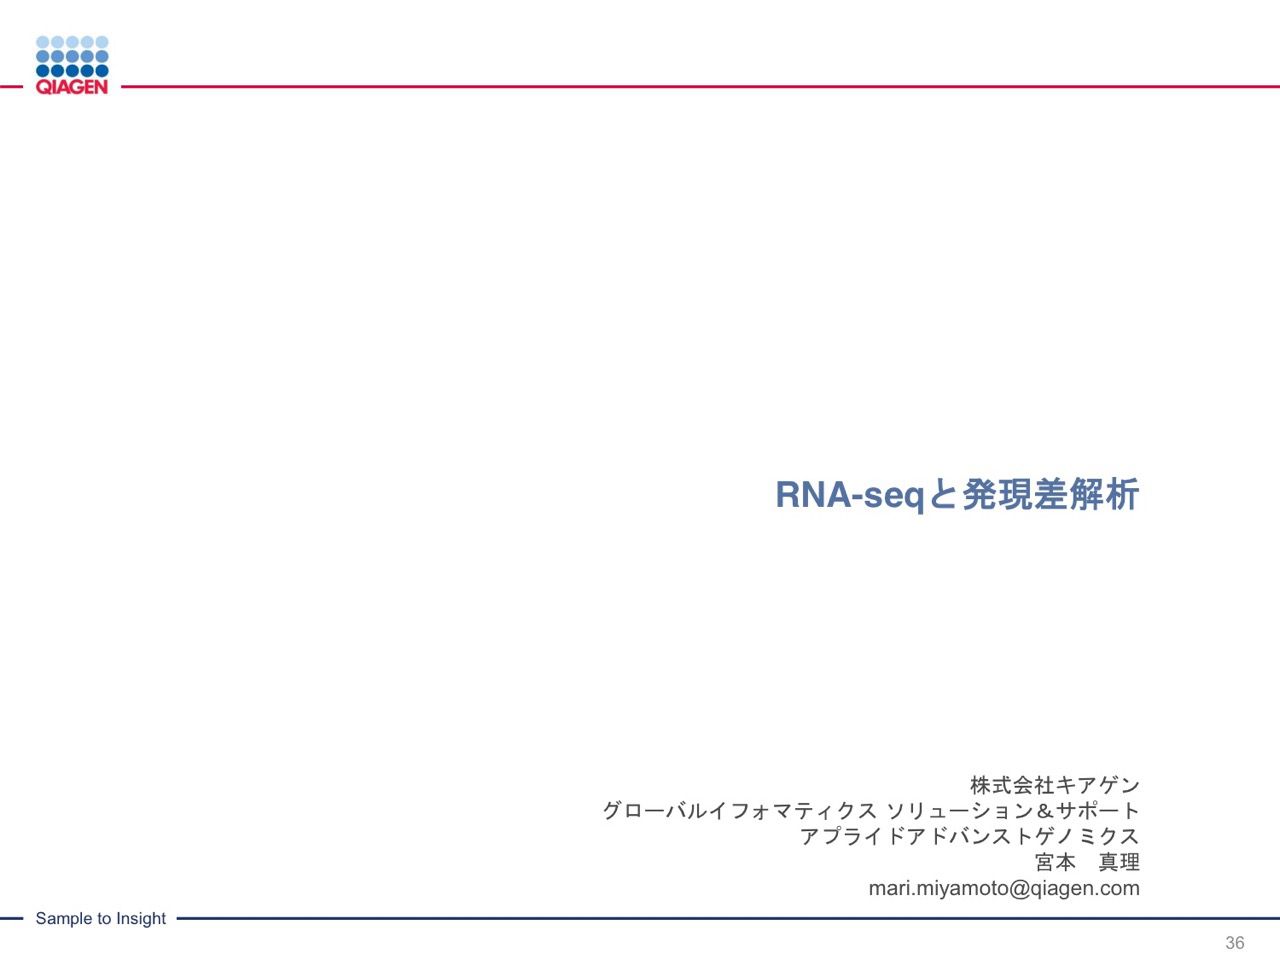 QIAGEN
RNA-seqと発現差解析
株式会社キアゲン
グローバルイフォマティクス ソリューション＆サポート
アプライドアドバンストゲノミクス
宮本　真理
mari.miyamoto@qiagen.com
Sample to Insight
36